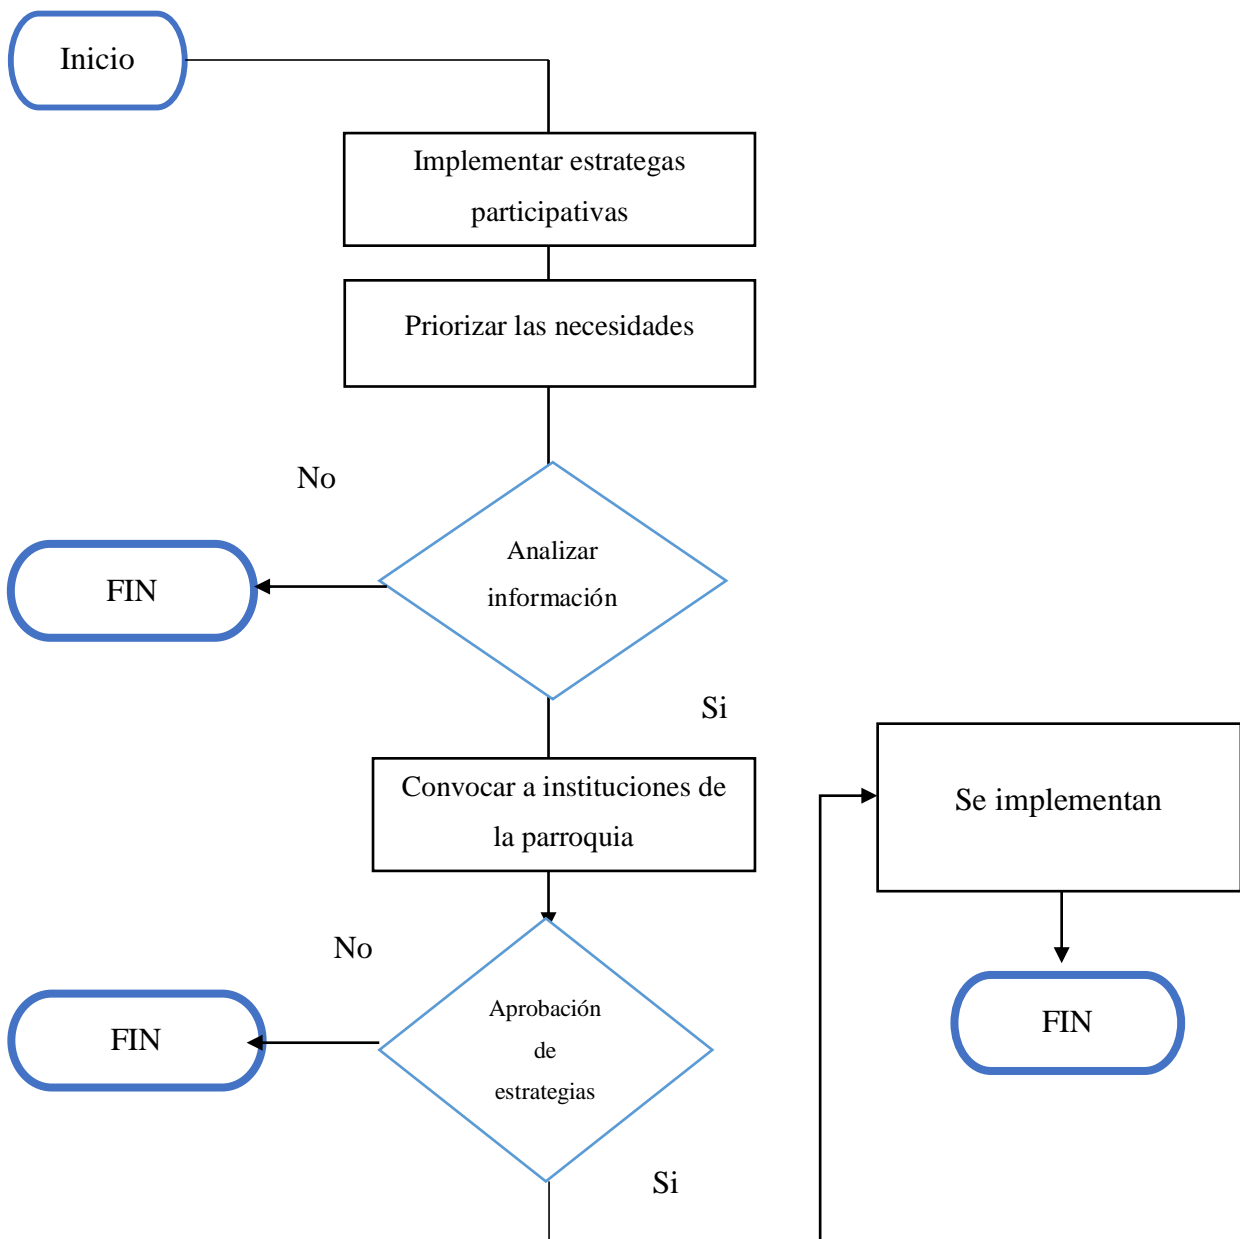 Inicio
Implementar estrategas
participativas
Priorizar las necesidades
No
Analizar
información
FIN
Si
Convocar a instituciones de
la parroquia
Se implementan
No
Aprobación
de
estrategias
FIN
FIN
Si